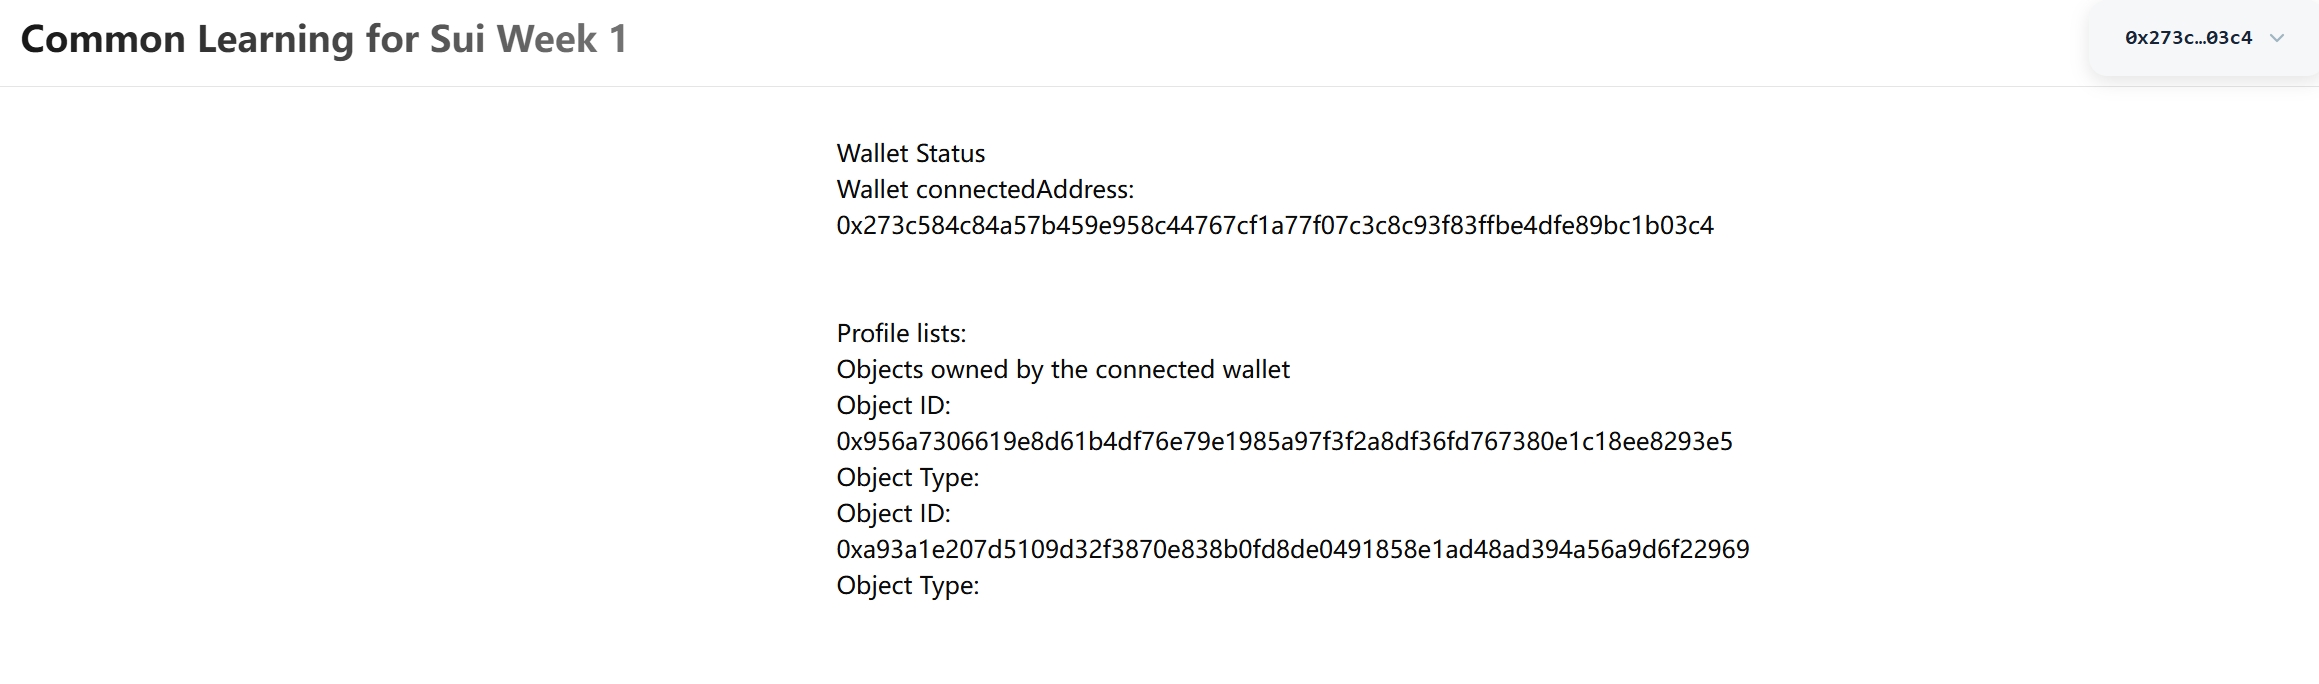 Common Learning for Sui Week 1
0x273c…03c4
Wallet Status
Wallet connectedAddress:
0x273c584c84a57b459e958c44767cf1a77f07c3c8c93f83ffbe4dfe89bc1b03c4
Profile lists:
Objects owned by the connected wallet
Object ID:
0x956a7306619e8d61b4df76e79e1985a97f3f2a8df36fd767380e1c18ee8293e5
Object Type:
Object ID:
0xa93a1e207d5109d32f3870e838b0fd8de0491858e1ad48ad394a56a9d6f22969
Object Type: